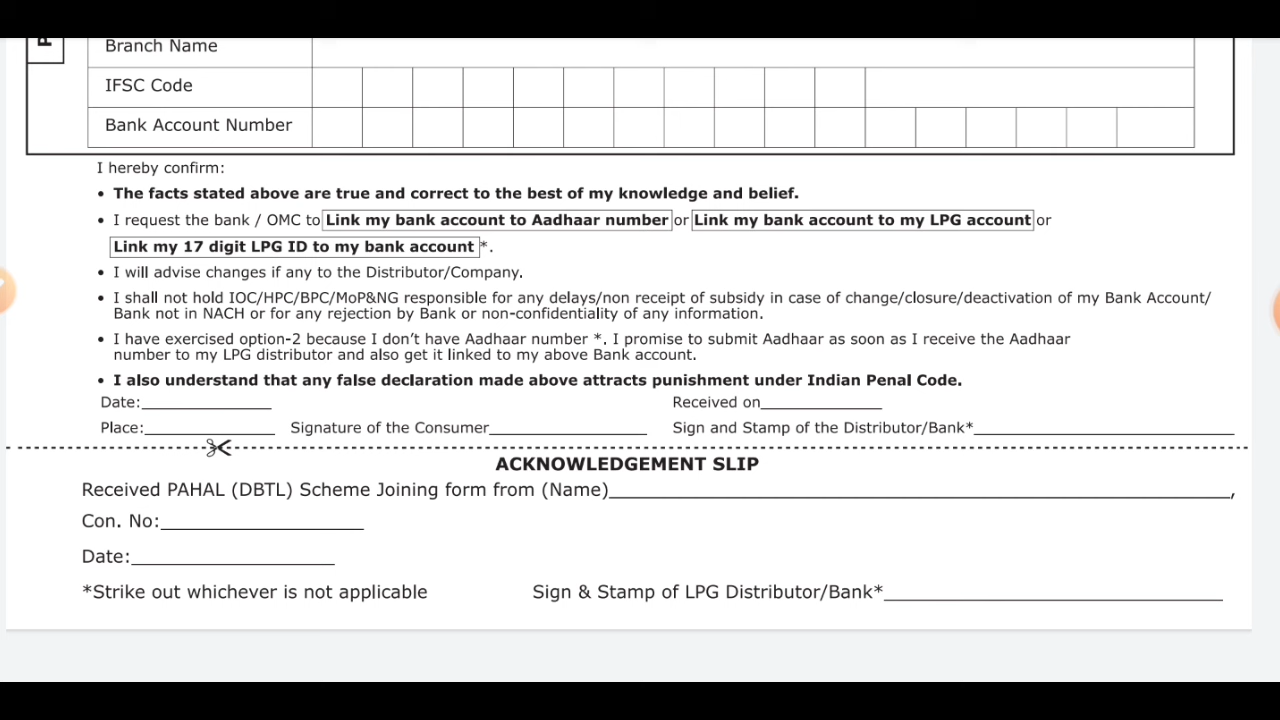 P
Branch Name
IFSC Code
Bank Account Number
I hereby confirm:
• The facts stated above are true and correct to the best of my knowledge and belief.
• I request the bank / OMC to Link my bank account to Aadhaar number or Link my bank account to my LPG account or
Link my 17 digit LPG ID to my bank account *.
• I will advise changes if any to the Distributor/Company.
• I shall not hold IOC/HPC/BPC/MoP&NG responsible for any delays/non receipt of subsidy in case of change/closure/deactivation of my Bank Account/
Bank not in NACH or for any rejection by Bank or non-confidentiality of any information.
• I have exercised option-2 because I don't have Aadhaar number *. I promise to submit Aadhaar as soon as I receive the Aadhaar
number to my LPG distributor and also get it linked to my above Bank account.
• I also understand that any false declaration made above attracts punishment under Indian Penal Code.
Date:_____________ Received on_____________
Place:_____________ Signature of the Consumer________________ Sign and Stamp of the Distributor/Bank*__________________________
ACKNOWLEDGEMENT SLIP
Received PAHAL (DBTL) Scheme Joining form from (Name)______________________________________________,
Con. No:_______________
Date:_______________
*Strike out whichever is not applicable Sign & Stamp of LPG Distributor/Bank*_________________________